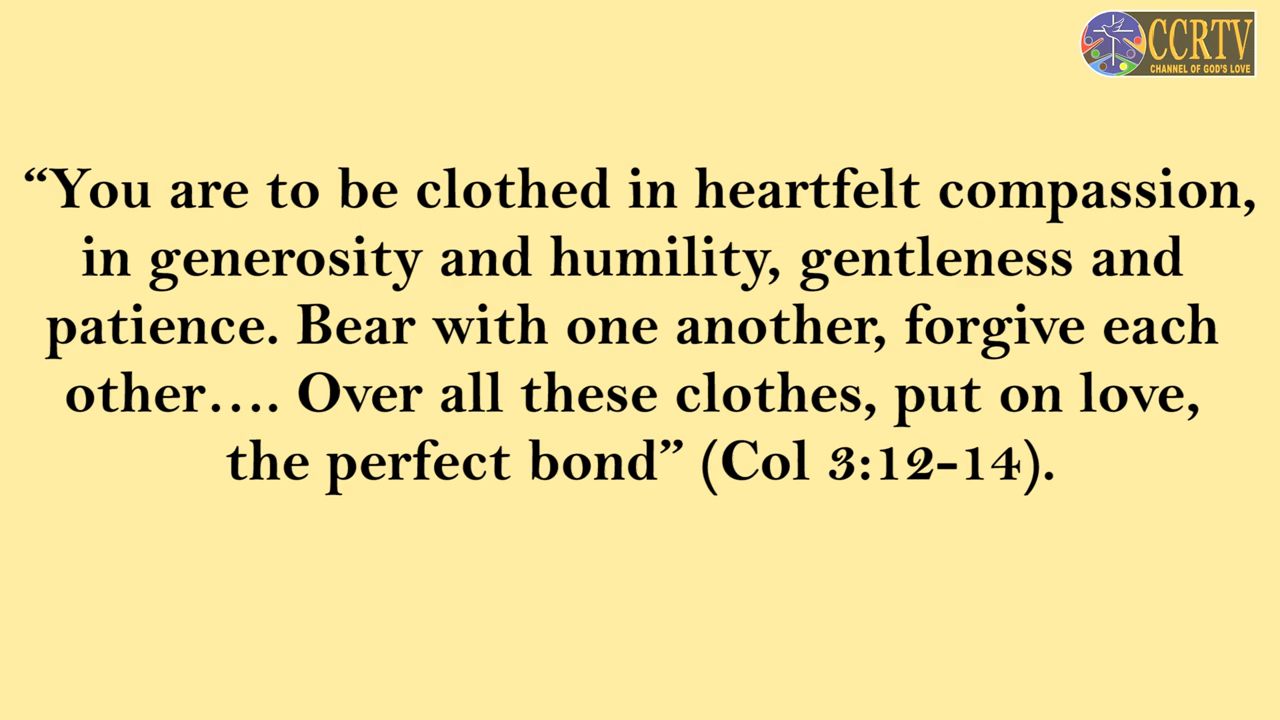 CCRTV
CHANNEL OF GOD'S LOVE
“You are to be clothed in heartfelt compassion,
in generosity and humility, gentleness and
patience. Bear with one another, forgive each
other…. Over all these clothes, put on love,
the perfect bond” (Col 3:12-14).